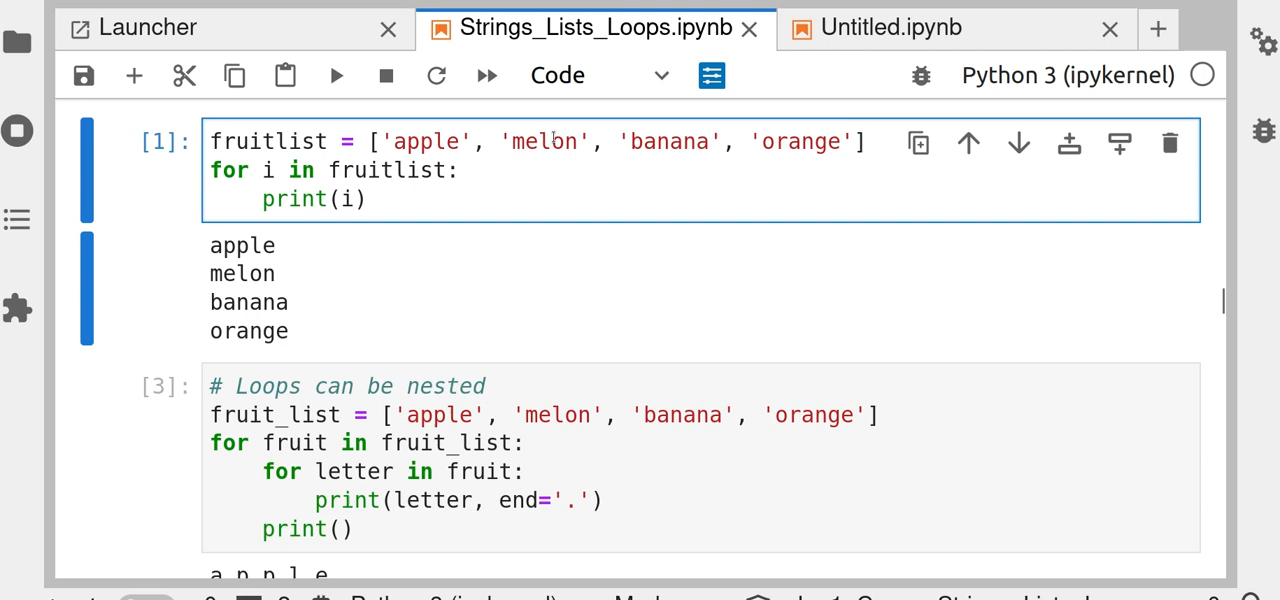 Launcher
Strings_Lists_Loops.ipynb
Untitled.ipynb
Code
Python 3 (ipykernel)
[1]:
fruitlist = ['apple', 'melon', 'banana', 'orange']
for i in fruitlist:
    print(i)
apple
melon
banana
orange
[3]:
# Loops can be nested
fruit_list = ['apple', 'melon', 'banana', 'orange']
for fruit in fruit_list:
    for letter in fruit:
        print(letter, end='.')
    print()